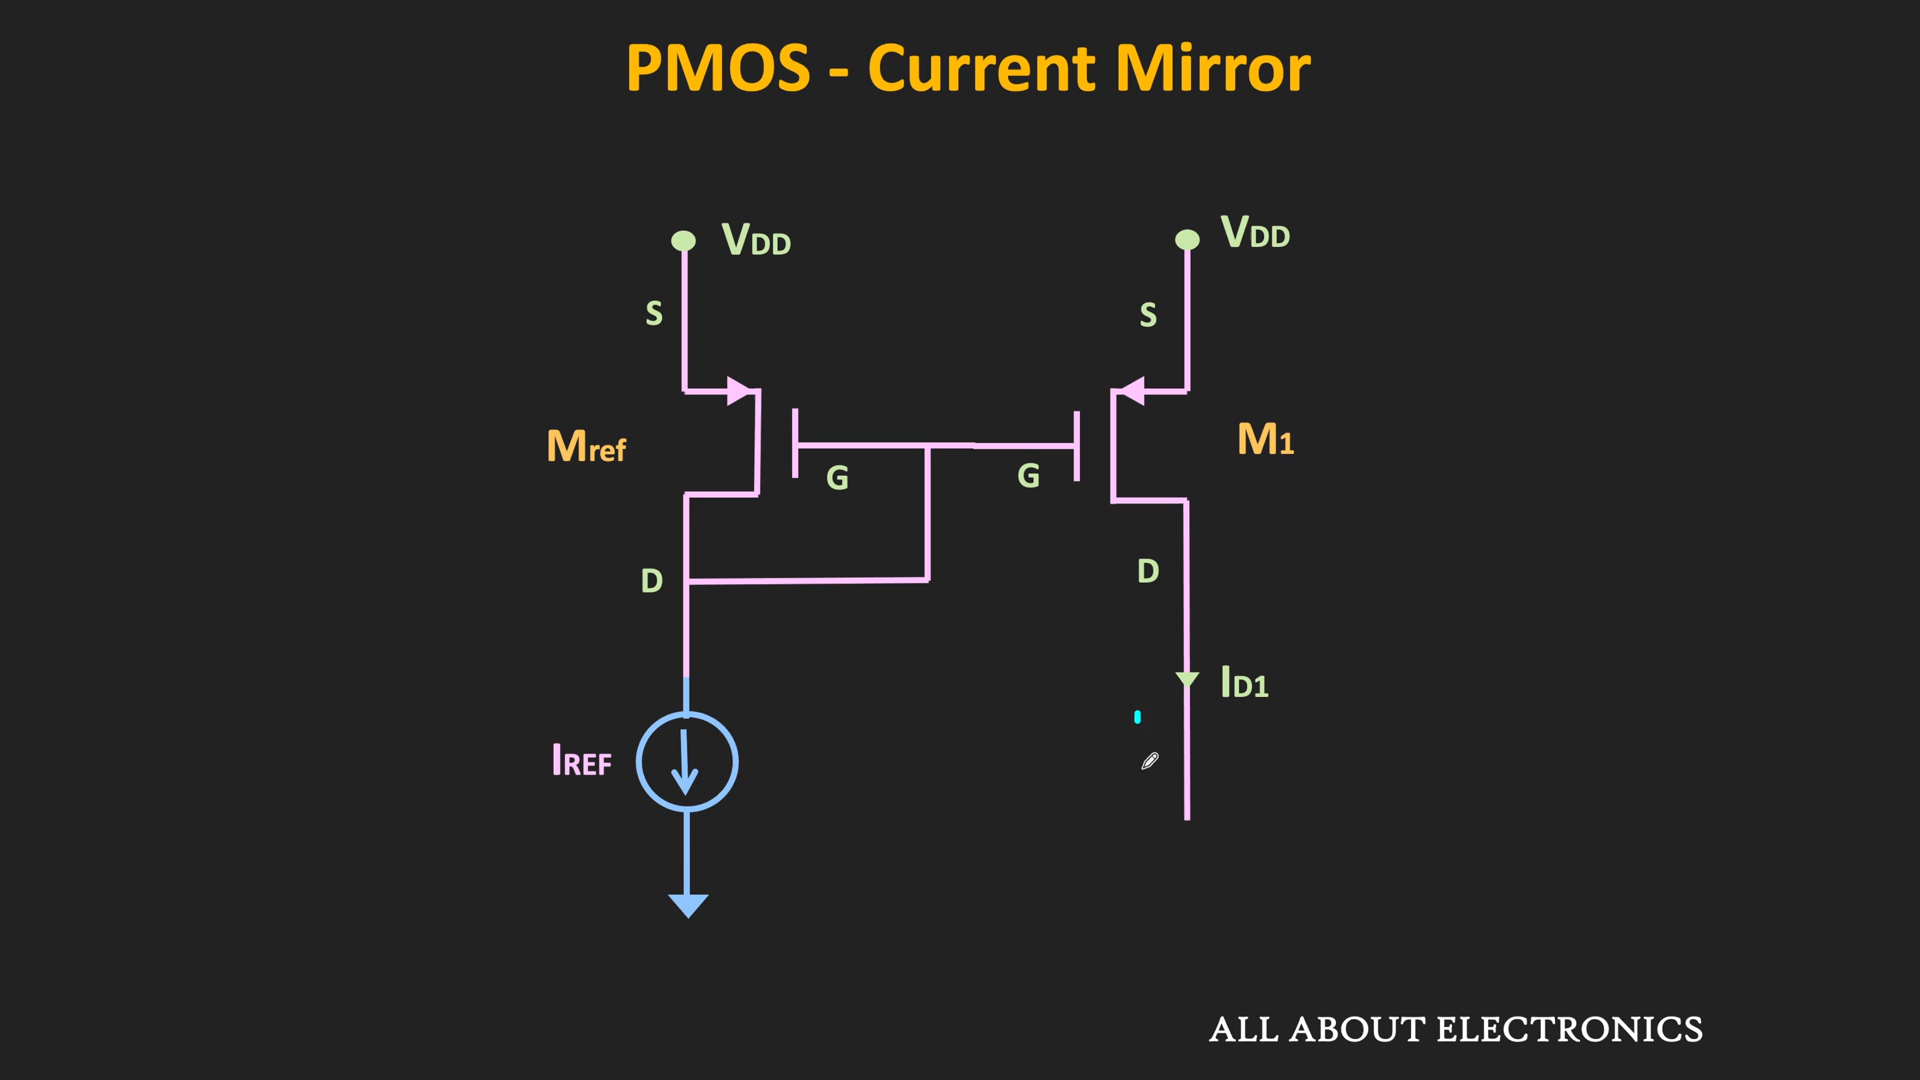 PMOS - Current Mirror
VDD
VDD
S
S
Mref
M1
G
G
D
D
ID1
IREF
ALL ABOUT ELECTRONICS